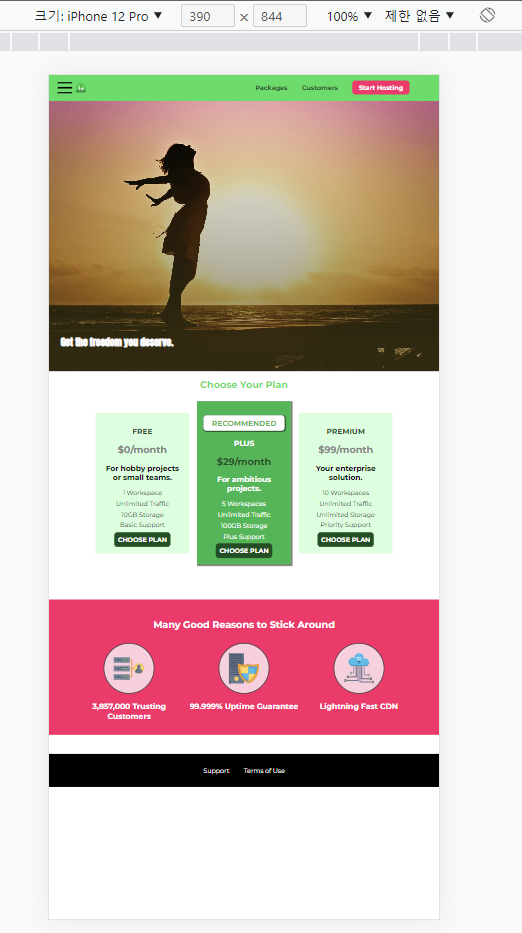 크기: iPhone 12 Pro ▼ 390 × 844 100% ▼ 제한 없음 ▼
Packages Customers Start Hosting
Get the freedom you deserve.
Choose Your Plan
FREE
$0/month
For hobby projects
or small teams.
1 Workspace
Unlimited Traffic
10GB Storage
Basic Support
CHOOSE PLAN
RECOMMENDED
PLUS
$29/month
For ambitious
projects.
5 Workspaces
Unlimited Traffic
100GB Storage
Plus Support
CHOOSE PLAN
PREMIUM
$99/month
Your enterprise
solution.
10 Workspaces
Unlimited Traffic
Unlimited Storage
Priority Support
CHOOSE PLAN
Many Good Reasons to Stick Around
3,857,000 Trusting
Customers
99.999% Uptime Guarantee
Lightning Fast CDN
Support Terms of Use